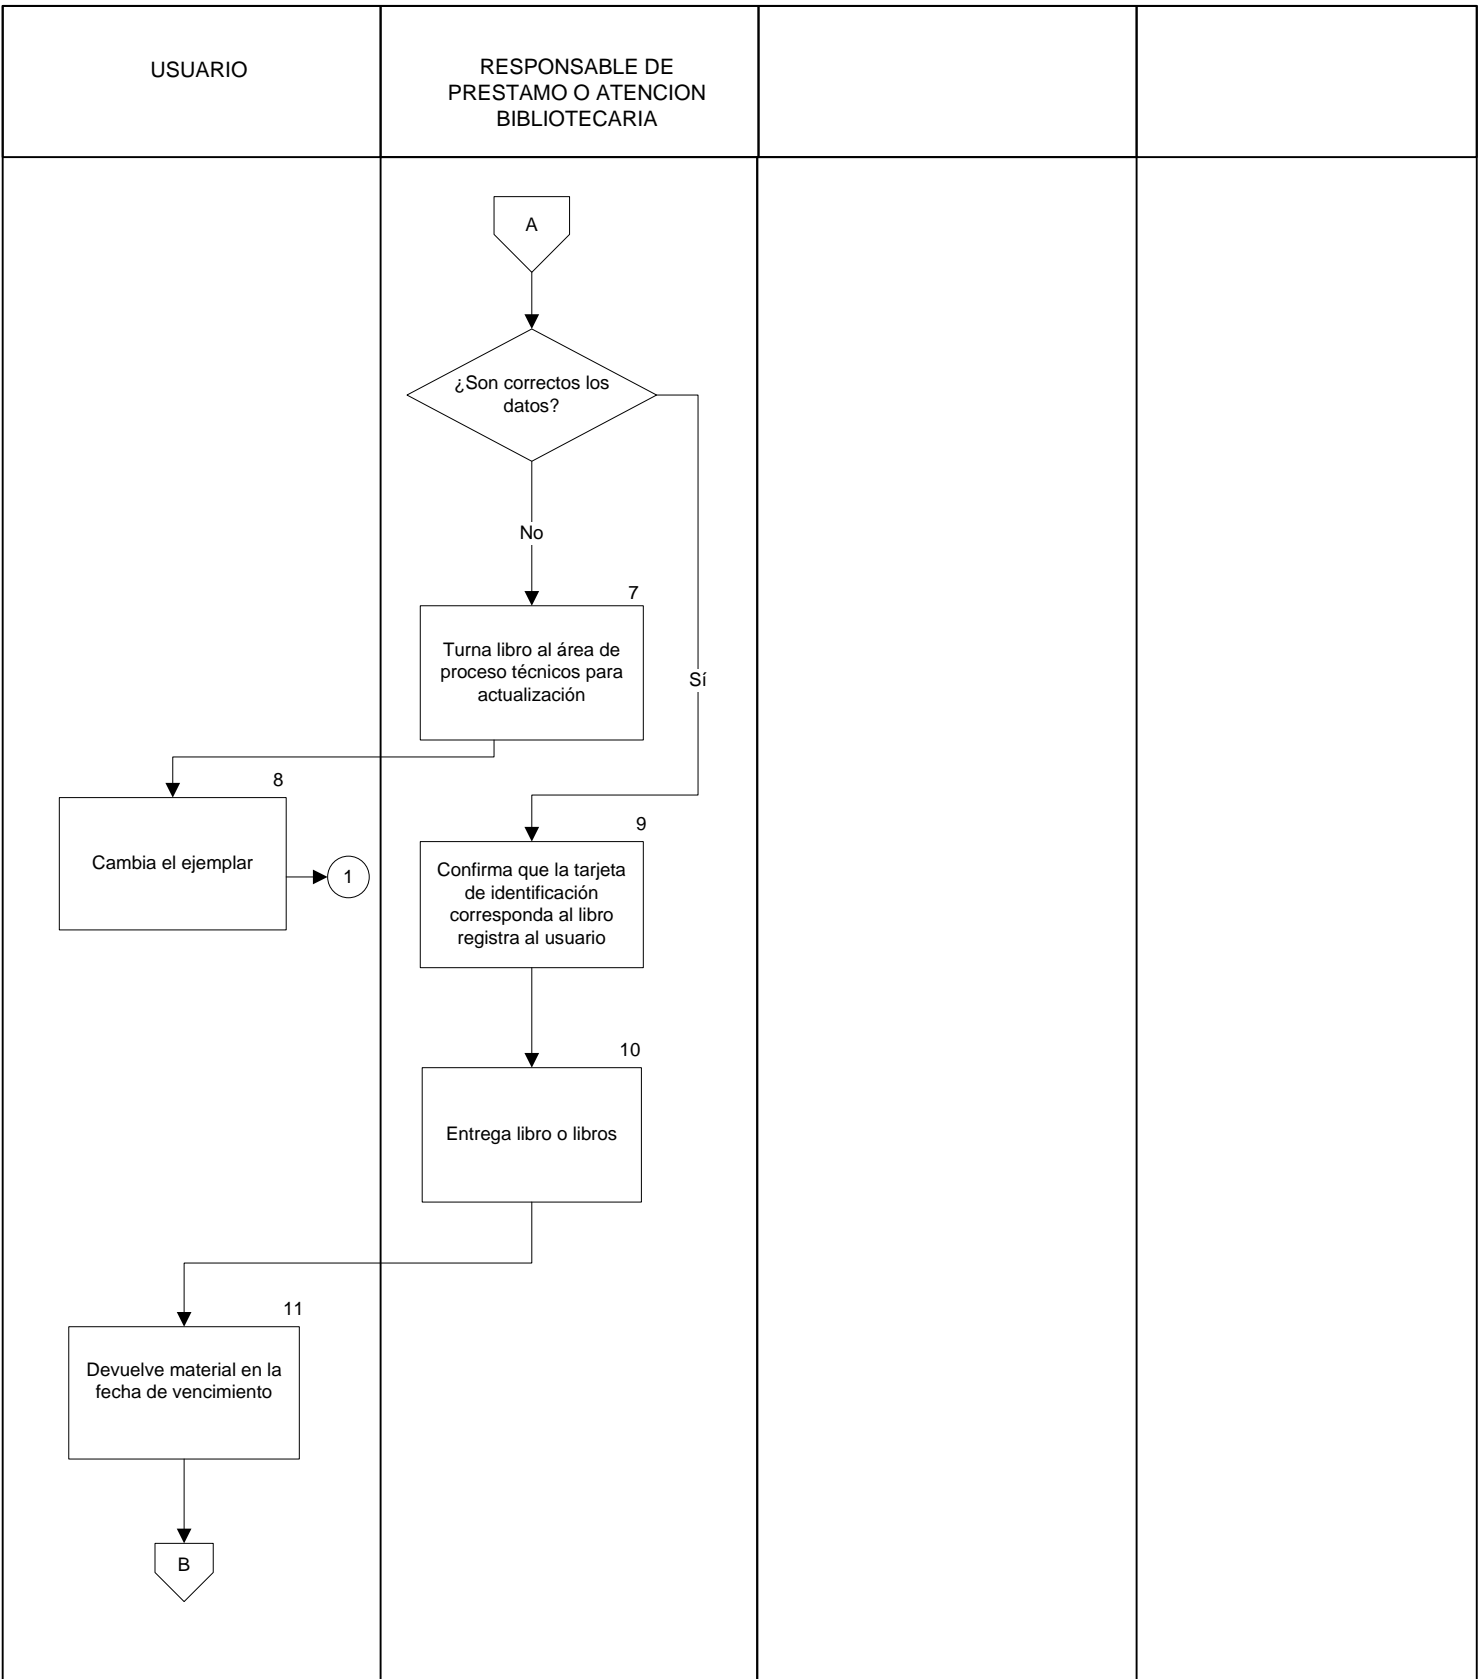 USUARIO
RESPONSABLE DE
PRESTAMO O ATENCION
BIBLIOTECARIA
A
¿Son correctos los
datos?
No
7
Turna libro al área de
proceso técnicos para
actualización
Sí
8
Cambia el ejemplar
1
9
Confirma que la tarjeta
de identificación
corresponda al libro
registra al usuario
10
Entrega libro o libros
11
Devuelve material en la
fecha de vencimiento
B